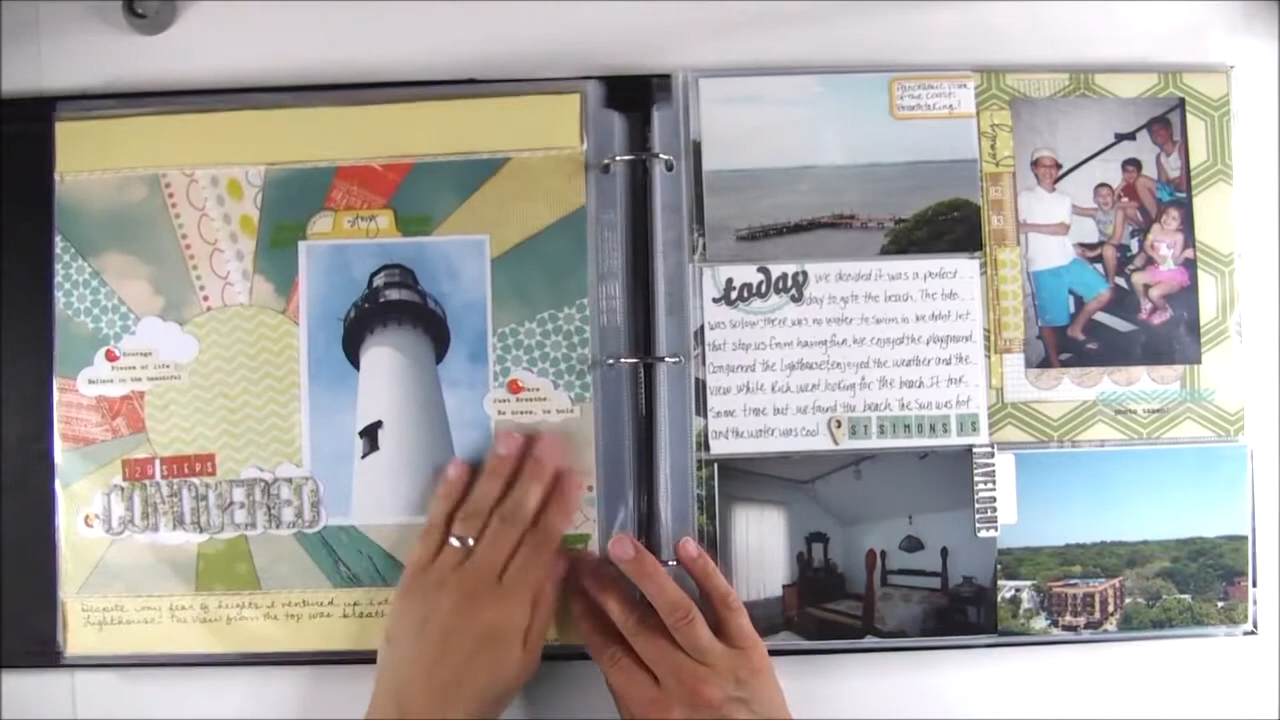 story
Courage
Pieces of life
Believe in the beautiful
Dare
Just Breathe.
Be brave, be bold
129 STEPS
CONQUERED
Despite my fear of heights I ventured up
Lighthouse. The view from the top was breath
Panoramic vista
of the coast.
Breathtaking!
today we decided it was a perfect
day to go to the beach. The tide
was so low there was no water to swim in we didn't let
that stop us from having fun. We enjoyed the playground
Conquered the Lighthouse, enjoyed the weather and the
view while Rich went looking for the beach. It took
some time but we found the beach. The sun was hot
and the water was cool.
ST SIMONS IS
family
82
83
TRAVELOGUE